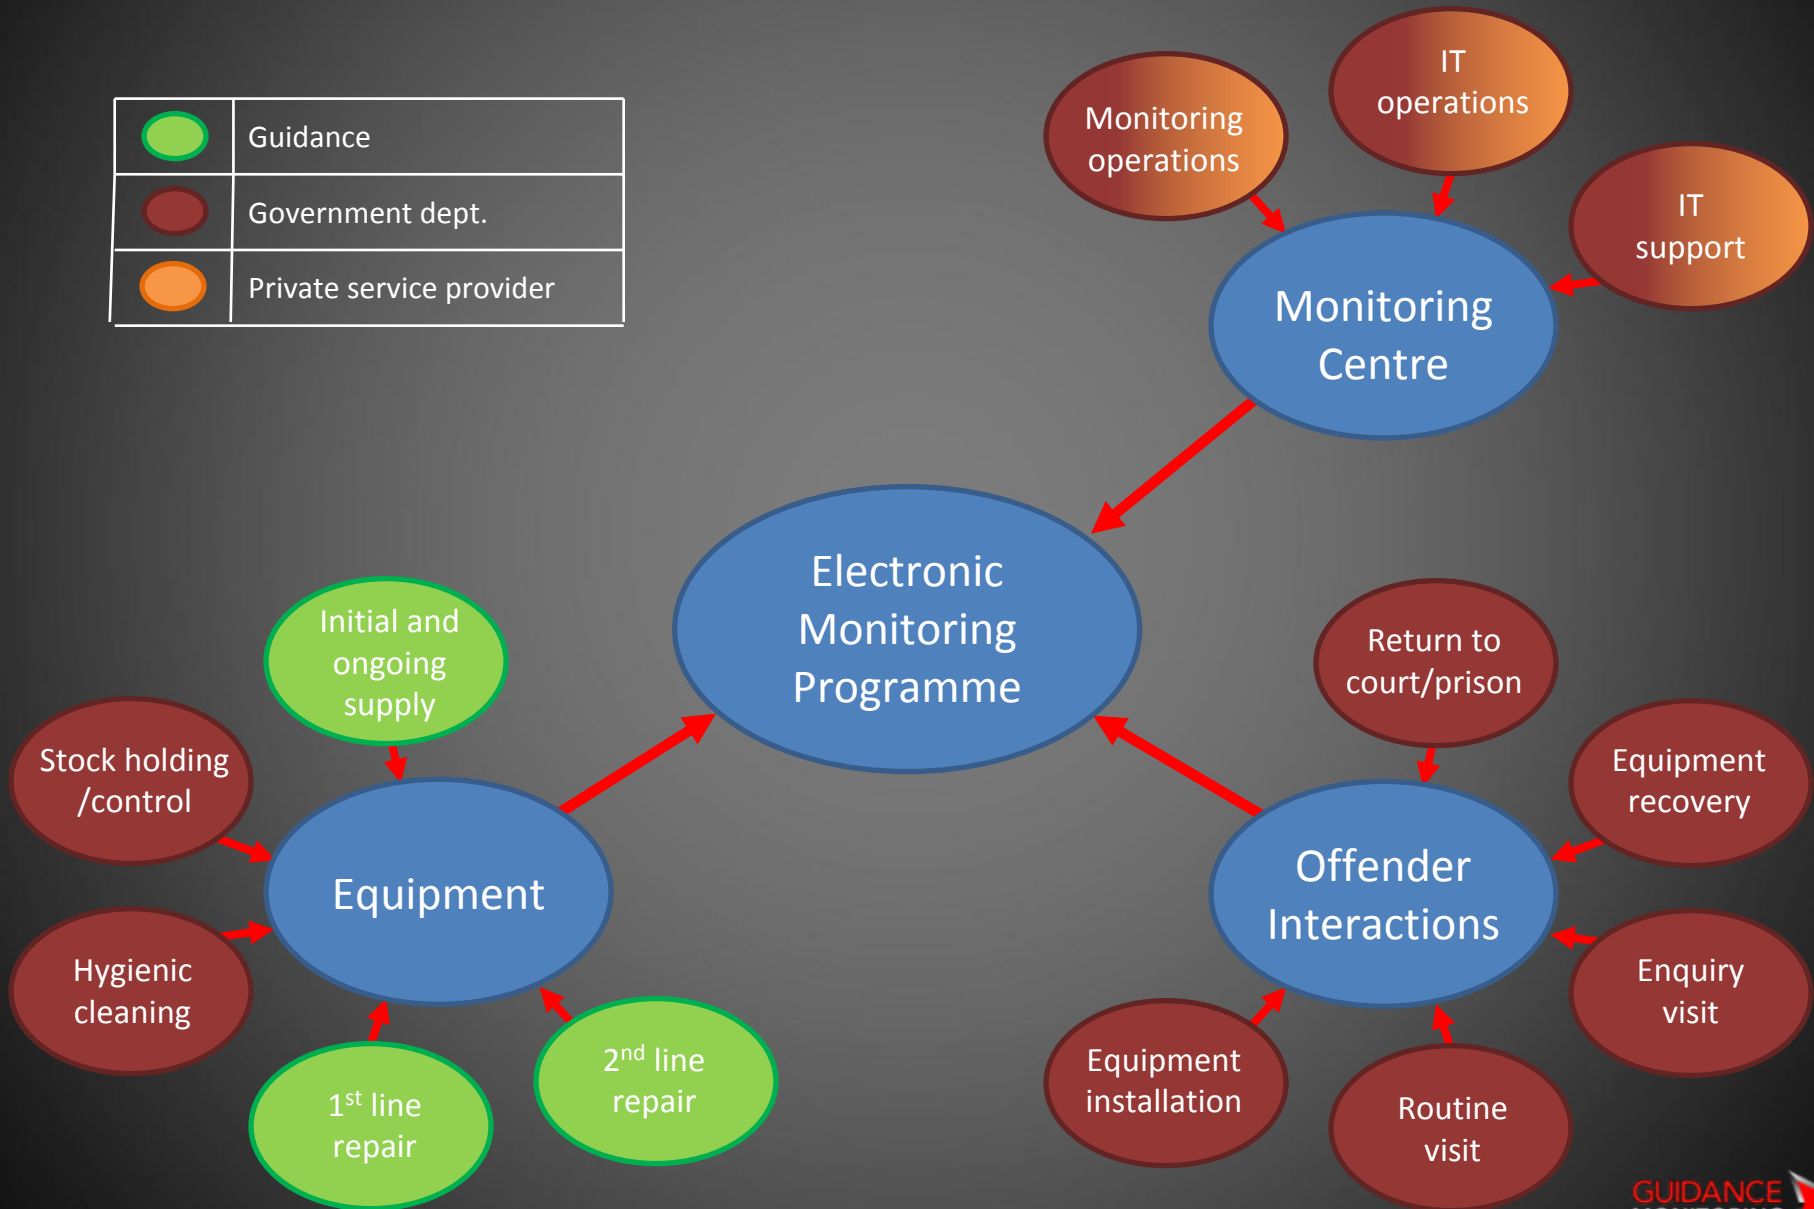 Guidance
Government dept.
Private service provider
Monitoring
operations
IT
operations
IT
support
Monitoring
Centre
Electronic
Monitoring
Programme
Initial and
ongoing
supply
Stock holding
/control
Hygienic
cleaning
1st line
repair
2nd line
repair
Equipment
Return to
court/prison
Equipment
recovery
Enquiry
visit
Routine
visit
Equipment
installation
Offender
Interactions
GUIDANCE